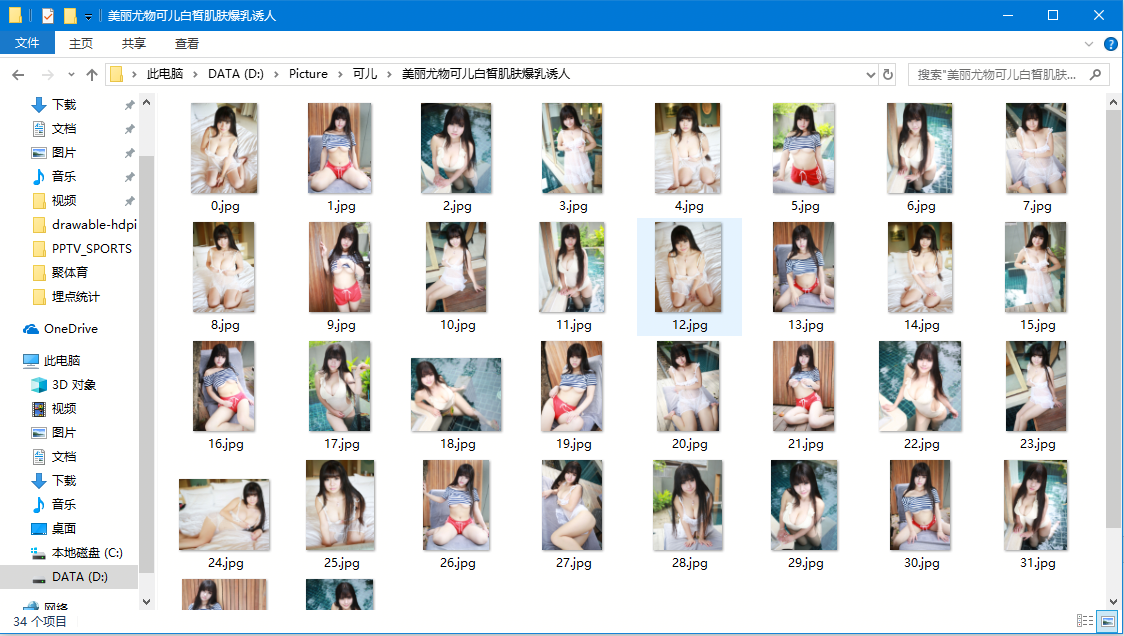 美丽尤物可儿白皙肌肤爆乳诱人
文件 主页 共享 查看
此电脑 DATA (D:) Picture 可儿 美丽尤物可儿白皙肌肤爆乳诱人
搜索"美丽尤物可儿白皙肌肤...
下载
文档
图片
音乐
视频
drawable-hdpi
PPTV_SPORTS
聚体育
埋点统计
OneDrive
此电脑
3D 对象
视频
图片
文档
下载
音乐
桌面
本地磁盘 (C:)
DATA (D:)
网络
0.jpg 1.jpg 2.jpg 3.jpg 4.jpg 5.jpg 6.jpg 7.jpg
8.jpg 9.jpg 10.jpg 11.jpg 12.jpg 13.jpg 14.jpg 15.jpg
16.jpg 17.jpg 18.jpg 19.jpg 20.jpg 21.jpg 22.jpg 23.jpg
24.jpg 25.jpg 26.jpg 27.jpg 28.jpg 29.jpg 30.jpg 31.jpg
34 个项目